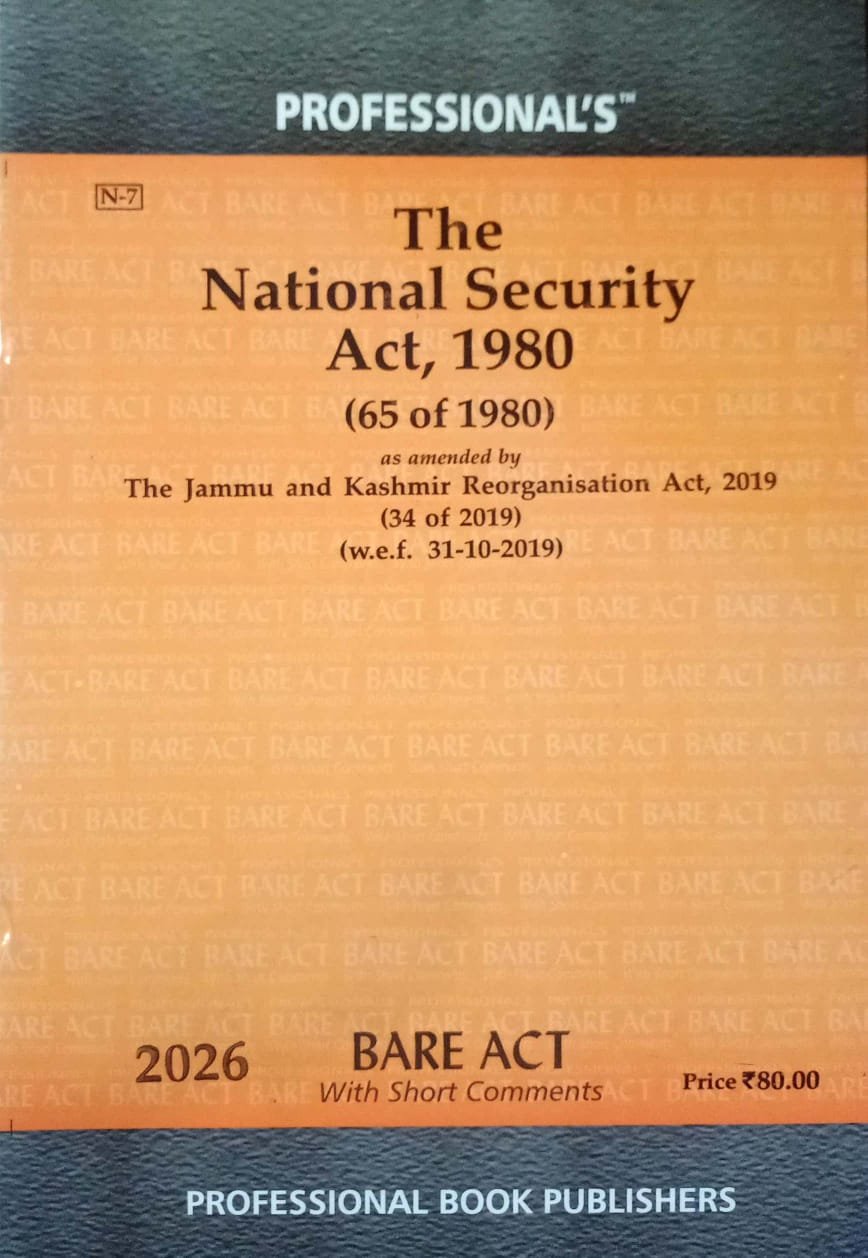 PROFESSIONAL'S™
N-7
The
National Security
Act, 1980
(65 of 1980)
as amended by
The Jammu and Kashmir Reorganisation Act, 2019
(34 of 2019)
(w.e.f. 31-10-2019)
2026
BARE ACT
With Short Comments
Price ₹80.00
PROFESSIONAL BOOK PUBLISHERS